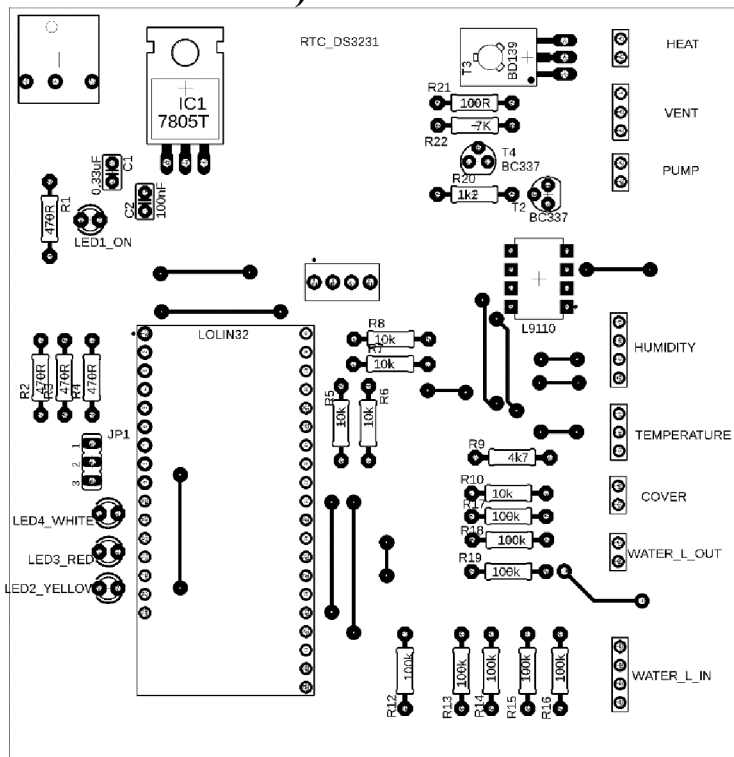 )
RTC_DS3231
HEAT
T3
BD139
IC1
7805T
R21
100R
VENT
R22
7K
T4
BC337
PUMP
0,33uF
C1
R20
1k2
T2
BC337
C2
100nF
R1
470R
LED1_ON
L9110
LOLIN32
R8
10k
R7
10k
HUMIDITY
R2
470R
R3
470R
R4
470R
R5
10k
R6
10k
JP1
1
2
3
TEMPERATURE
R9
4k7
R10
10k
COVER
R17
100k
LED4_WHITE
R18
100k
WATER_L_OUT
LED3_RED
R19
100k
LED2_YELLOW
R12
100k
R13
100k
R14
100k
R15
100k
R16
100k
WATER_L_IN